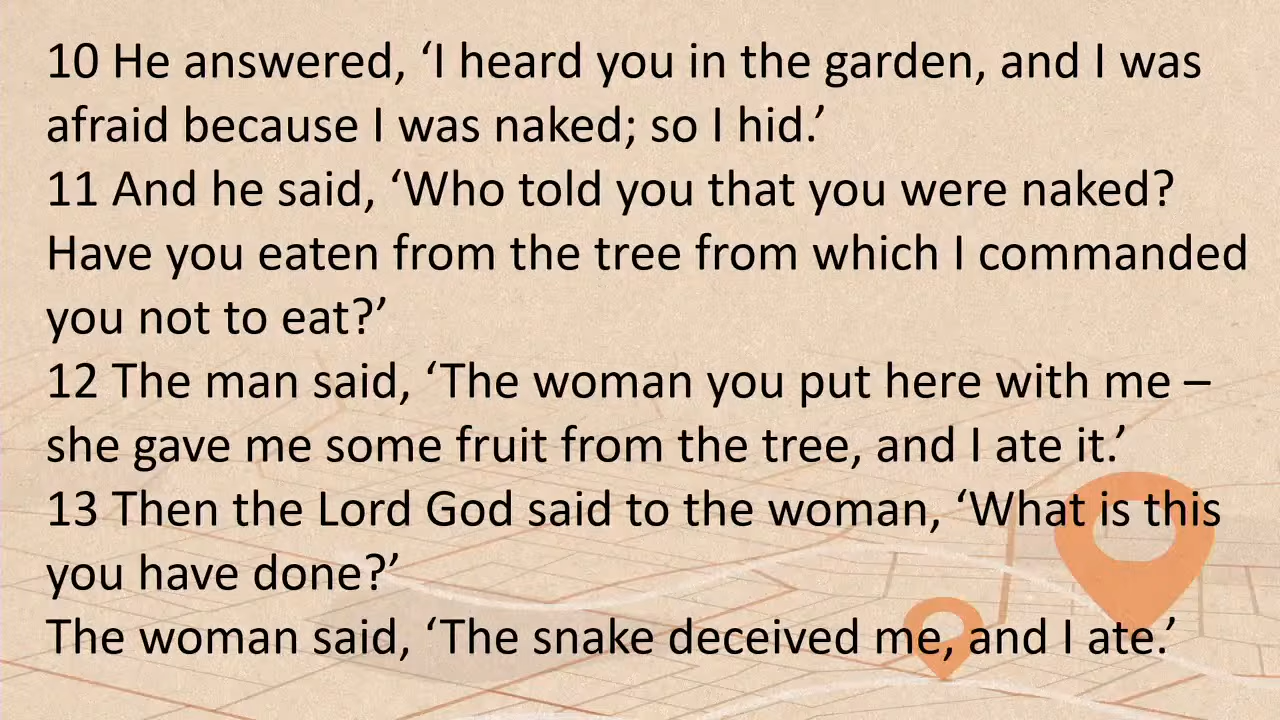 10 He answered, ‘I heard you in the garden, and I was
afraid because I was naked; so I hid.’
11 And he said, ‘Who told you that you were naked?
Have you eaten from the tree from which I commanded
you not to eat?’
12 The man said, ‘The woman you put here with me –
she gave me some fruit from the tree, and I ate it.’
13 Then the Lord God said to the woman, ‘What is this
you have done?’
The woman said, ‘The snake deceived me, and I ate.’